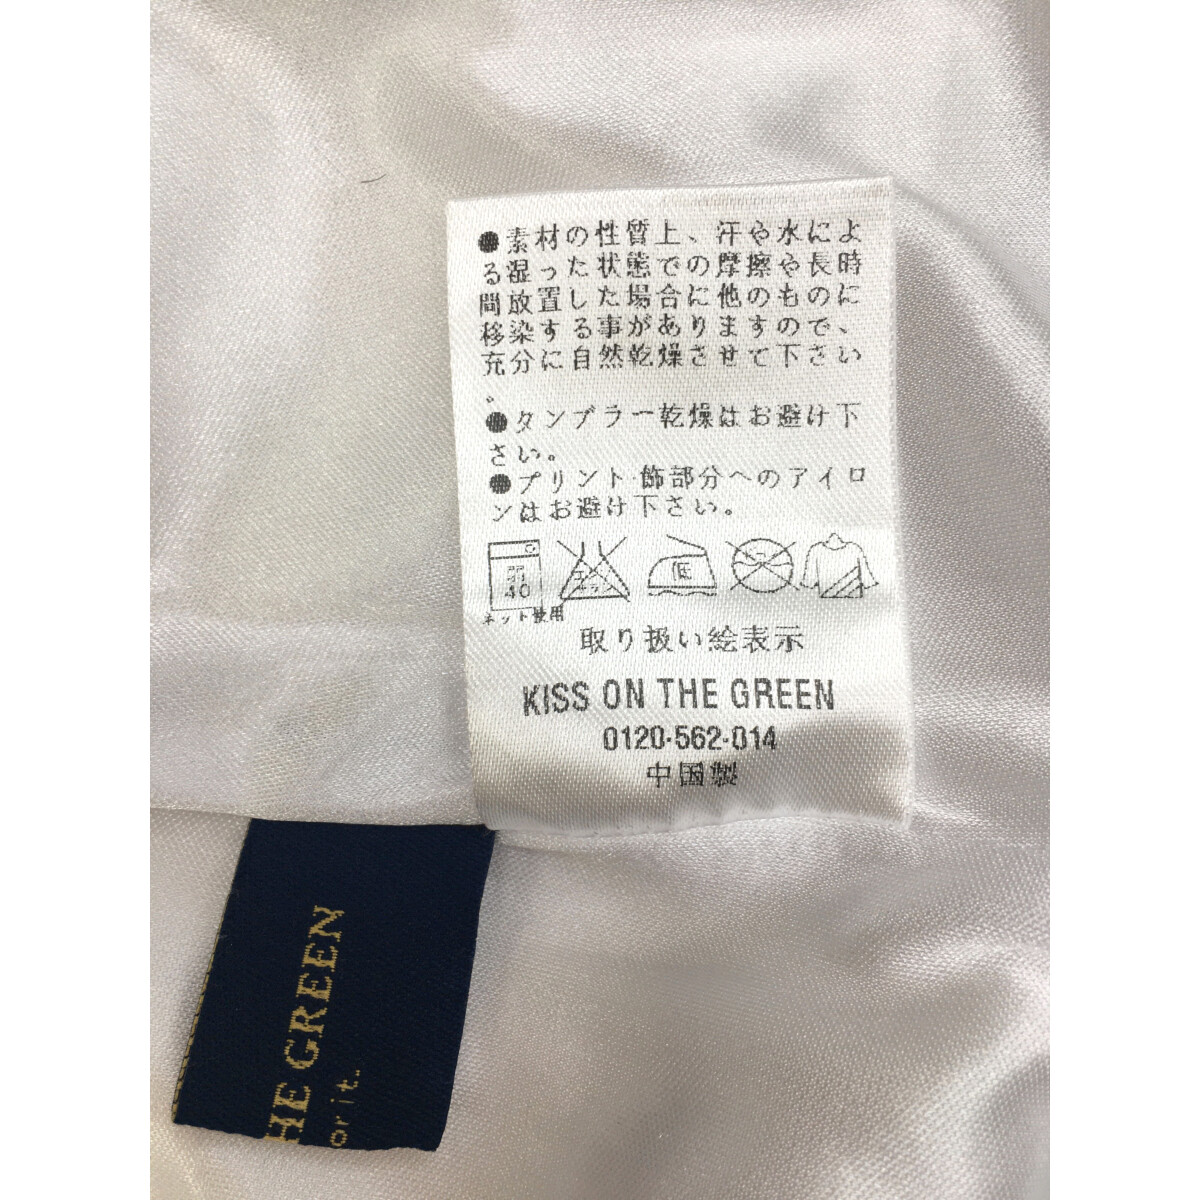 ●素材の性質上、汗や水によ
る湿った状態での摩擦や長時
間放置した場合に他のものに
移染する事がありますので、
充分に自然乾燥させて下さい
。
●タンブラー乾燥はお避け下
さい。
●プリント・飾部分へのアイロ
ンはお避け下さい。
40
低
ネット使用
取り扱い絵表示
KISS ON THE GREEN
0120-562-014
中国製
HE GREEN
orit.